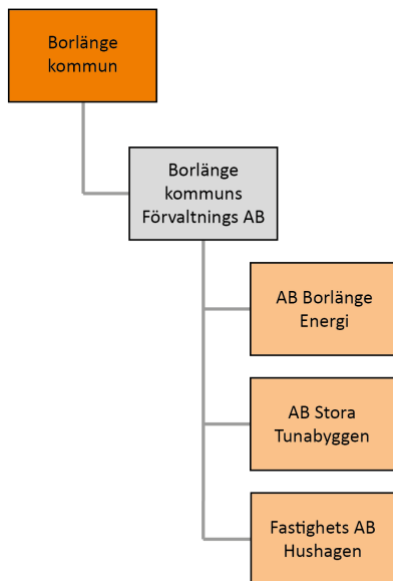 Borlänge
kommun
Borlänge
kommuns
Förvaltnings AB
AB Borlänge
Energi
AB Stora
Tunabyggen
Fastighets AB
Hushagen